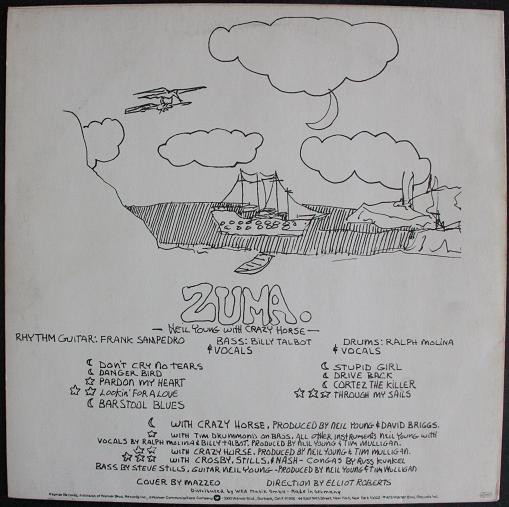 ZUMA.
— NEIL YOUNG WITH CRAZY HORSE —
RHYTHM GUITAR: FRANK SAMPEDRO BASS: BILLY TALBOT & VOCALS DRUMS: RALPH MOLINA & VOCALS
DON'T CRY NO TEARS
DANGER BIRD
PARDON MY HEART
LOOKIN' FOR A LOVE
BARSTOOL BLUES
STUPID GIRL
DRIVE BACK
CORTEZ THE KILLER
THROUGH MY SAILS
WITH CRAZY HORSE, PRODUCED BY NEIL YOUNG & DAVID BRIGGS.
WITH TIM DRUMMOND ON BASS, ALL OTHER INSTRUMENTS NEIL YOUNG WITH
VOCALS BY RALPH MOLINA & BILLY TALBOT. PRODUCED BY NEIL YOUNG & TIM MULLIGAN.
WITH CRAZY HORSE. PRODUCED BY NEIL YOUNG & TIM MULLIGAN.
WITH CROSBY, STILLS, & NASH - CONGAS BY RUSS KUNKEL
BASS BY STEVE STILLS, GUITAR NEIL YOUNG - PRODUCED BY NEIL YOUNG & TIM MULLIGAN
COVER BY MAZZEO DIRECTION BY ELLIOT ROBERTS
Distributed by WEA Musik GmbH - Made in Germany